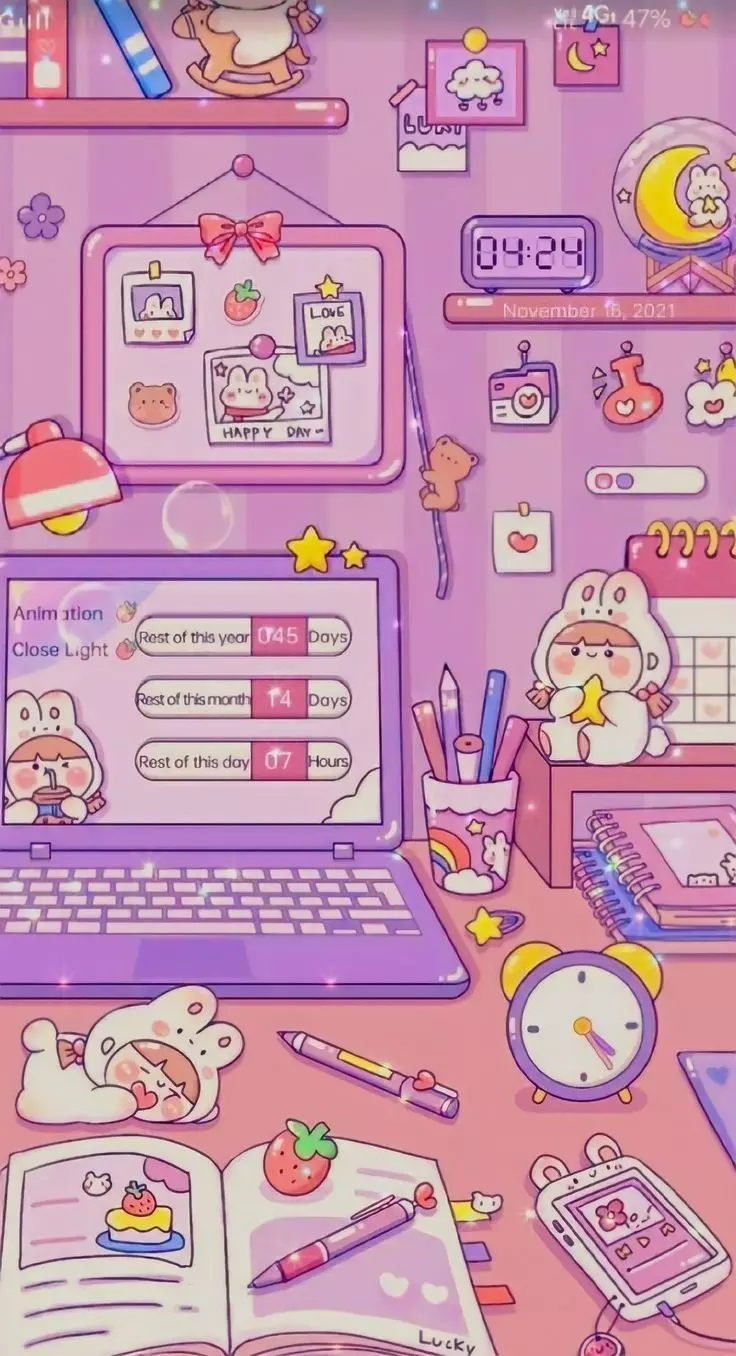 4G 47%
04:24
November 16, 2021
LOVE
HAPPY DAY
Animation
Close Light
Rest of this year 045 Days
Rest of this month 14 Days
Rest of this day 07 Hours
Lucky